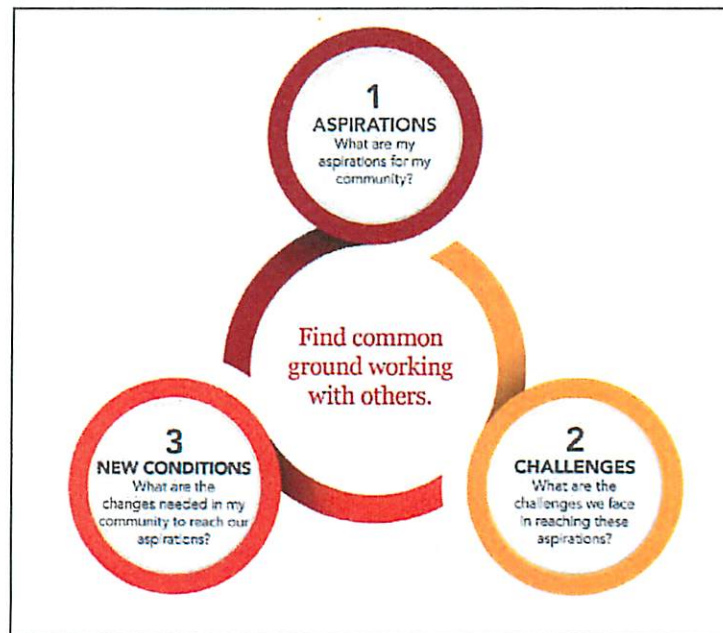 1
ASPIRATIONS
What are my
aspirations for my
community?
Find common
ground working
with others.
2
CHALLENGES
What are the
challenges we face
in reaching these
aspirations?
3
NEW CONDITIONS
What are the
changes needed in my
community to reach our
aspirations?